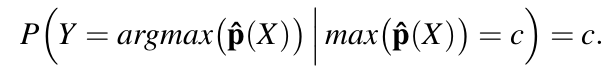 P(Y = argmax(p̂(X)) | max(p̂(X)) = c) = c.